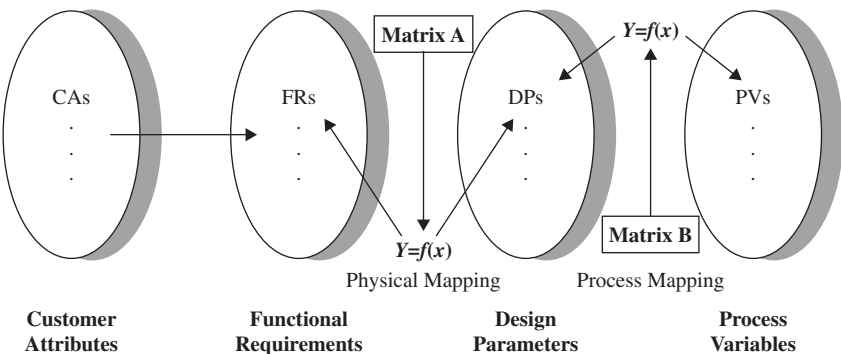 Matrix A
Y=f(x)
CAs
FRs
DPs
PVs
Matrix B
Y=f(x)
Physical Mapping
Process Mapping
Customer
Attributes
Functional
Requirements
Design
Parameters
Process
Variables